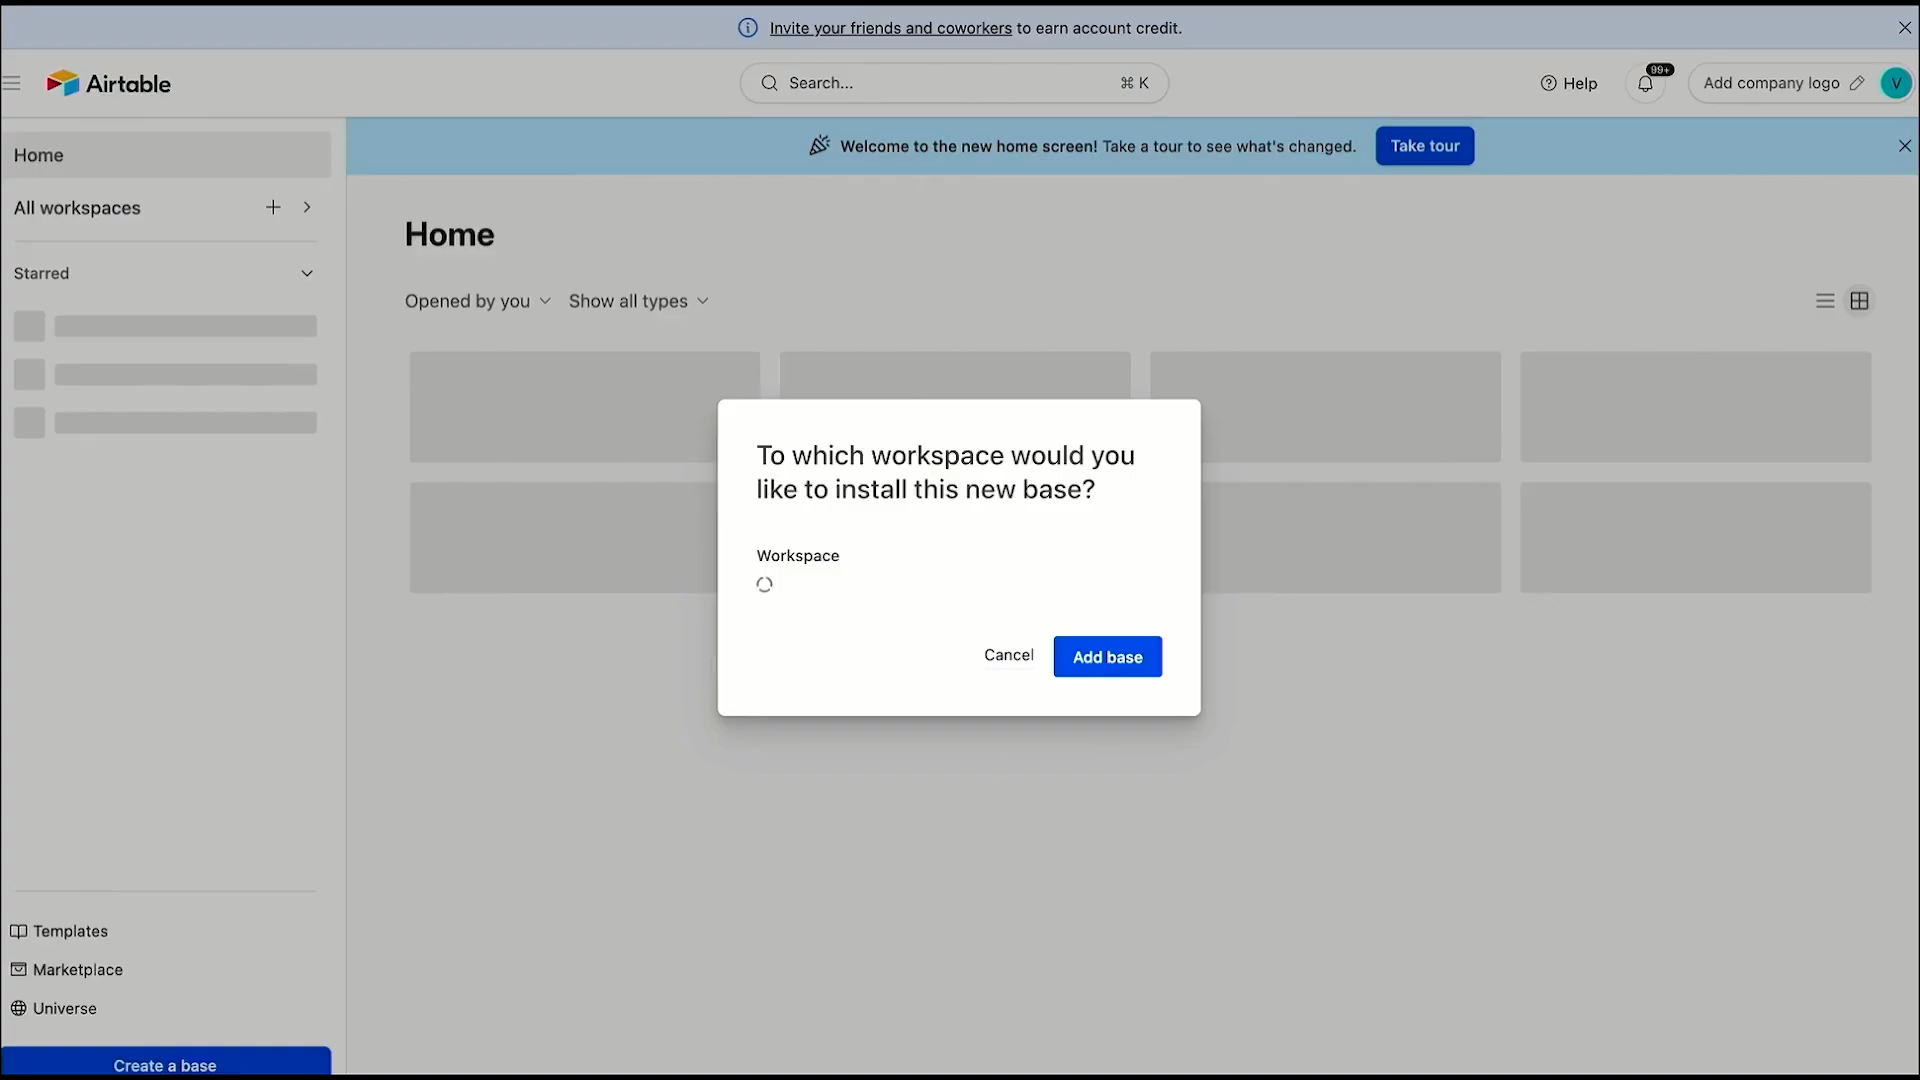 Invite your friends and coworkers to earn account credit.
Airtable
Search...
⌘ K
Help
99+
Add company logo
V
Home
Welcome to the new home screen! Take a tour to see what's changed.
Take tour
All workspaces
Home
Starred
Opened by you
Show all types
To which workspace would you
like to install this new base?
Workspace
Cancel
Add base
Templates
Marketplace
Universe
Create a base